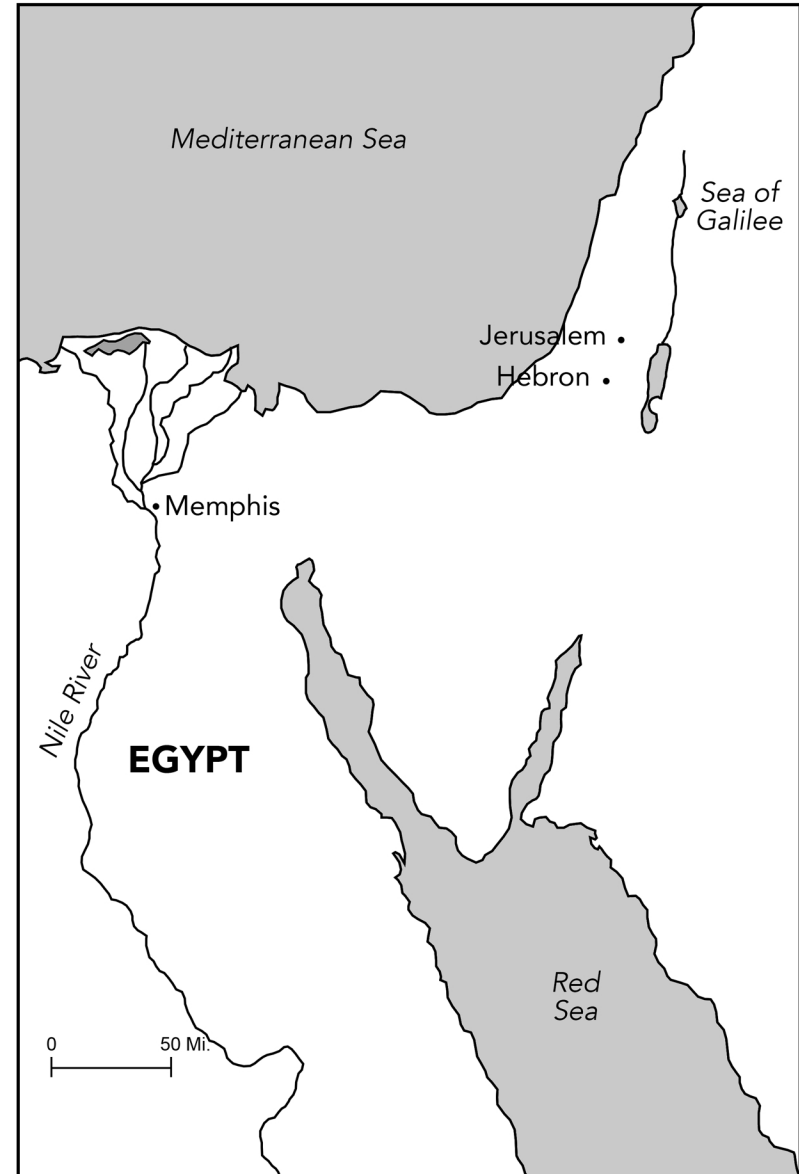 Mediterranean Sea
Sea of
Galilee
Jerusalem
Hebron
Memphis
Nile River
EGYPT
Red
Sea
0 50 Mi.